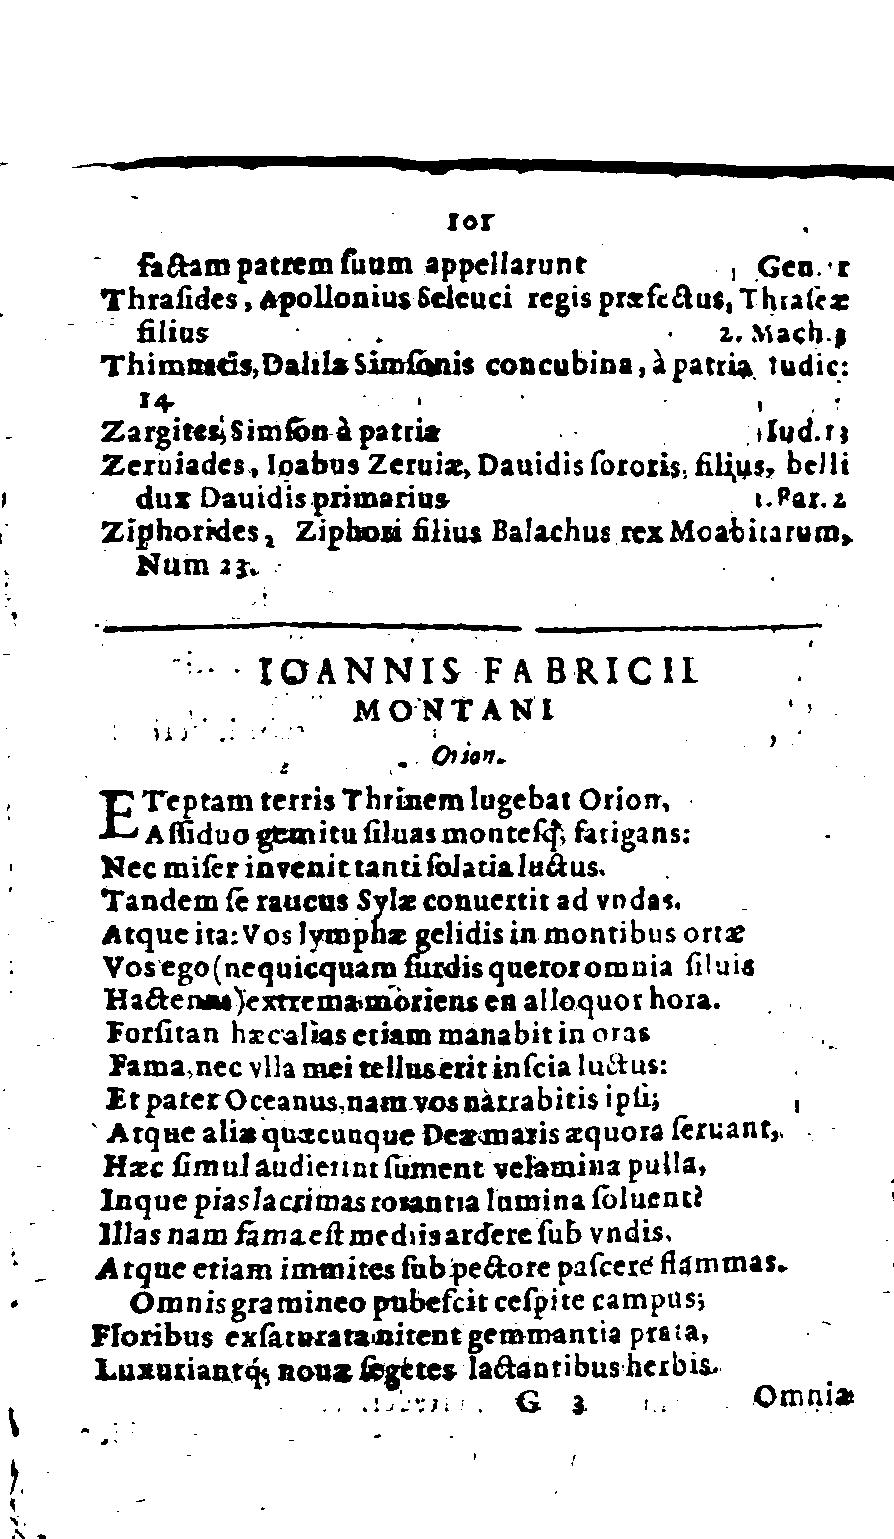 101
factam patrem ſuum appellarunt Gen. 1
Thraſides, Apollonius Seleuci regis præfectus, Thraſeæ
filius 2. Mach.3
Thimnæis, Dalila Simſonis concubina, à patria Iudic:
14
Zargites, Simſon à patria Iud.13
Zeruiades, Ioabus Zeruiæ, Dauidis ſororis, filius, belli
dux Dauidis primarius 1.Par.2
Ziphorides, Ziphori filius Balachus rex Moabitarum,
Num 23.
IOANNIS FABRICII
MONTANI
Orion.
ETeptam terris Thrinem lugebat Orion,
Aſſiduo gemitu ſiluas monteſq́; fatigans:
Nec miſer invenit tanti ſolatia luctus.
Tandem ſe raucus Sylæ conuertit ad vndas.
Atque ita: Vos lymphæ gelidis in montibus ortæ
Vos ego (nequicquam ſurdis queror omnia ſiluis
Hactenus) extrema moriens en alloquor hora.
Forſitan hæc alias etiam manabit in oras
Fama, nec vlla mei tellus erit inſcia luctus:
Et pater Oceanus, nam vos narrabitis ipſi;
Atque aliæ quæcunque Deæ maris æquora ſeruant,
Hæc ſimul audierint ſument velamina pulla,
Inque pias lacrimas rorantia lumina ſoluent?
Illas nam fama eſt mediis ardere ſub vndis.
Atque etiam immites ſub pectore paſcere flammas.
Omnis gramineo pubeſcit ceſpite campus;
Floribus exſaturata nitent gemmantia prata,
Luxuriantq́; nouæ ſegetes lactantibus herbis.
G 3 Omnia